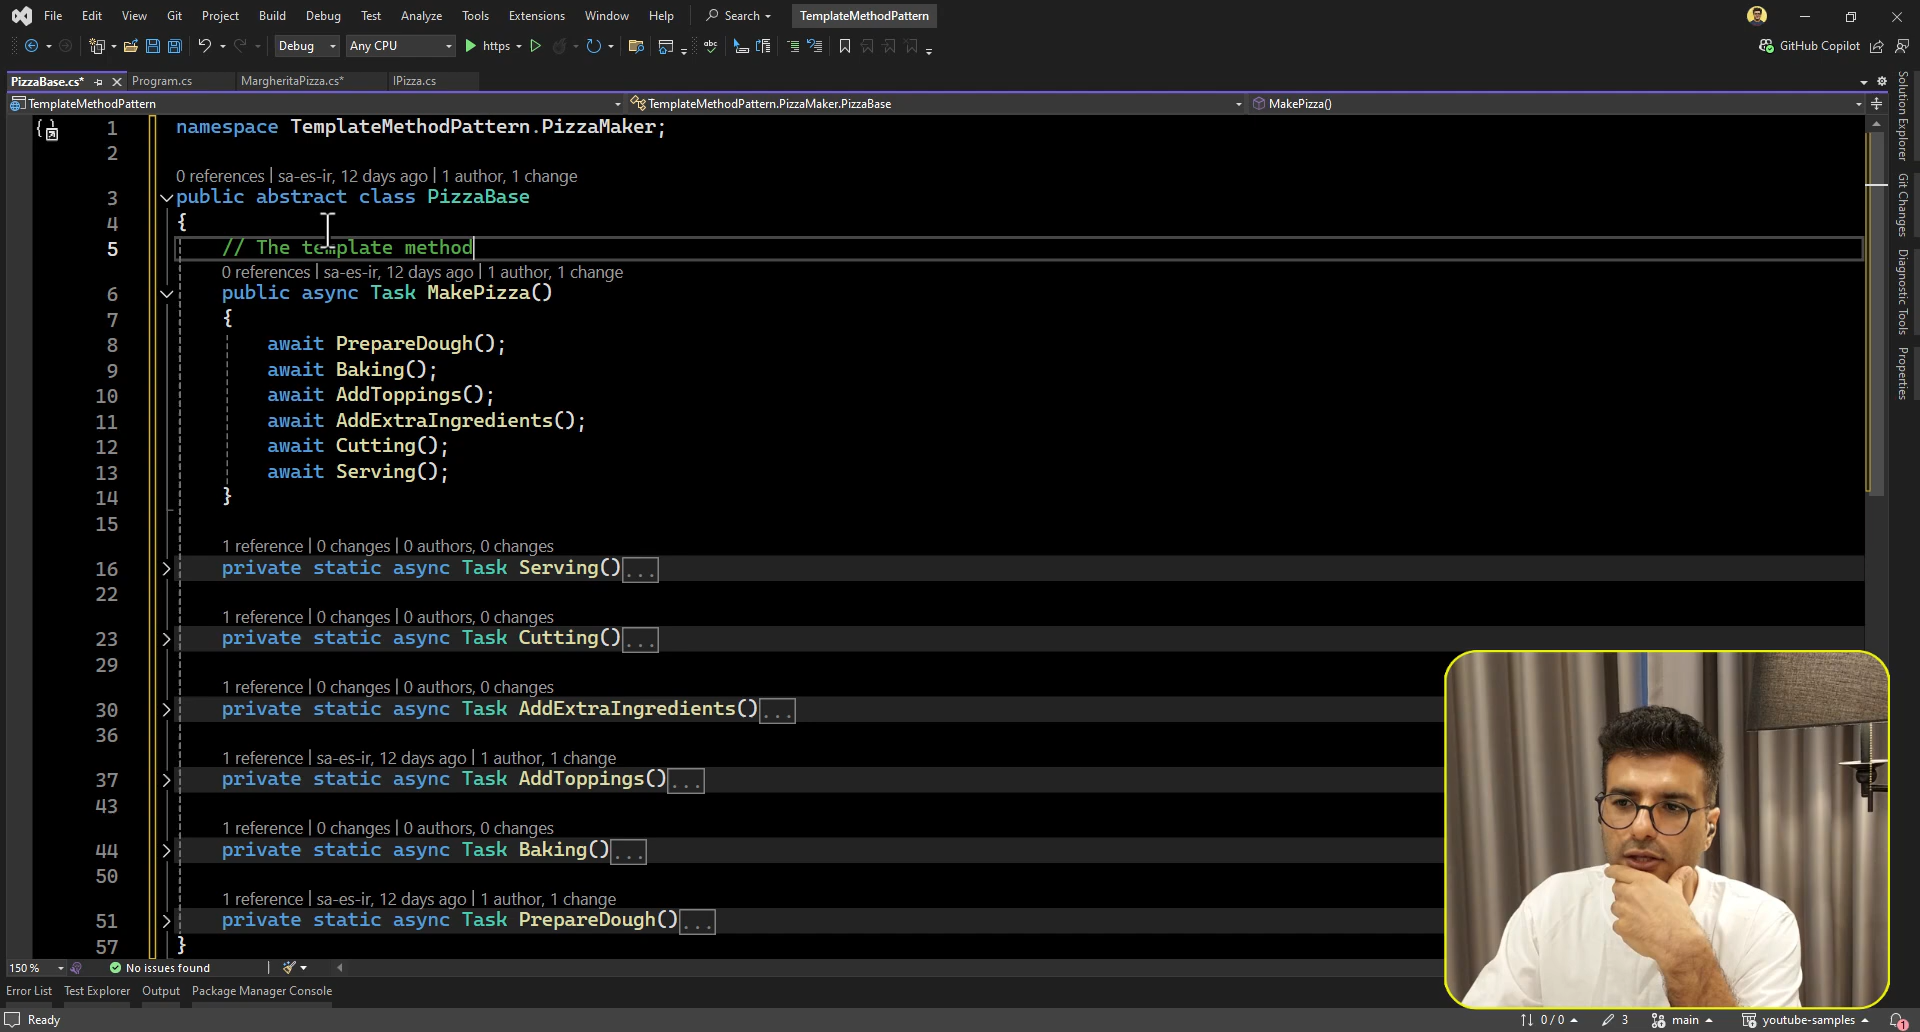 File Edit View Git Project Build Debug Test Analyze Tools Extensions Window Help Search TemplateMethodPattern
Debug Any CPU https GitHub Copilot
PizzaBase.cs* Program.cs MargheritaPizza.cs* IPizza.cs
TemplateMethodPattern TemplateMethodPattern.PizzaMaker.PizzaBase MakePizza()
1 namespace TemplateMethodPattern.PizzaMaker;
2
0 references | sa-es-ir, 12 days ago | 1 author, 1 change
3 public abstract class PizzaBase
4 {
5 // The template method
0 references | sa-es-ir, 12 days ago | 1 author, 1 change
6 public async Task MakePizza()
7 {
8 await PrepareDough();
9 await Baking();
10 await AddToppings();
11 await AddExtraIngredients();
12 await Cutting();
13 await Serving();
14 }
15
1 reference | 0 changes | 0 authors, 0 changes
16 private static async Task Serving()...
22
1 reference | 0 changes | 0 authors, 0 changes
23 private static async Task Cutting()...
29
1 reference | 0 changes | 0 authors, 0 changes
30 private static async Task AddExtraIngredients()...
36
1 reference | sa-es-ir, 12 days ago | 1 author, 1 change
37 private static async Task AddToppings()...
43
1 reference | 0 changes | 0 authors, 0 changes
44 private static async Task Baking()...
50
1 reference | sa-es-ir, 12 days ago | 1 author, 1 change
51 private static async Task PrepareDough()...
57 }
Solution Explorer
Git Changes
Diagnostic Tools
Properties
150 % No issues found
Error List Test Explorer Output Package Manager Console
Ready 0 / 0 3 main youtube-samples 1